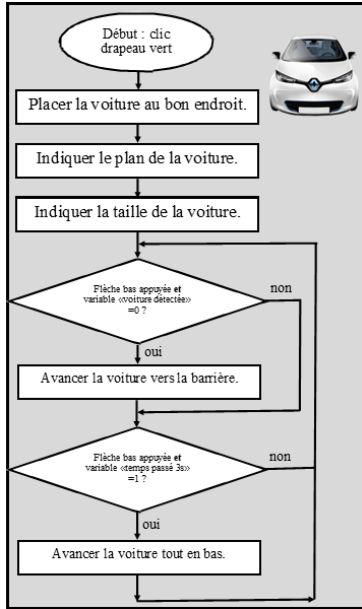 Début : clic
drapeau vert
Placer la voiture au bon endroit.
Indiquer le plan de la voiture.
Indiquer la taille de la voiture.
Flèche bas appuyée et
variable «voiture détectée»
=0 ?
non
oui
Avancer la voiture vers la barrière.
Flèche bas appuyée et
variable «temps passé 3s»
=1 ?
non
oui
Avancer la voiture tout en bas.